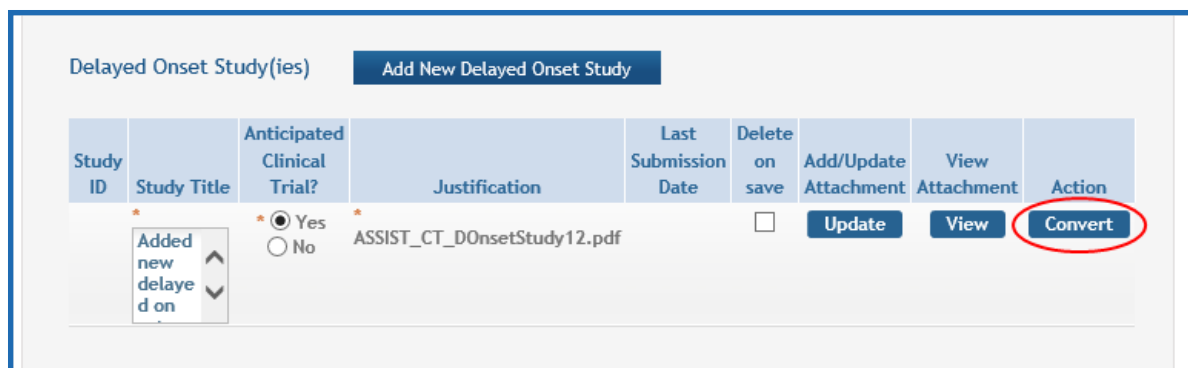 Delayed Onset Study(ies) Add New Delayed Onset Study
Anticipated Last Delete
Study Clinical Submission on Add/Update View
ID Study Title Trial? Justification Date save Attachment Attachment Action
* * Yes * Update View Convert
Added No ASSIST_CT_DOnsetStudy12.pdf
new
delaye
d on